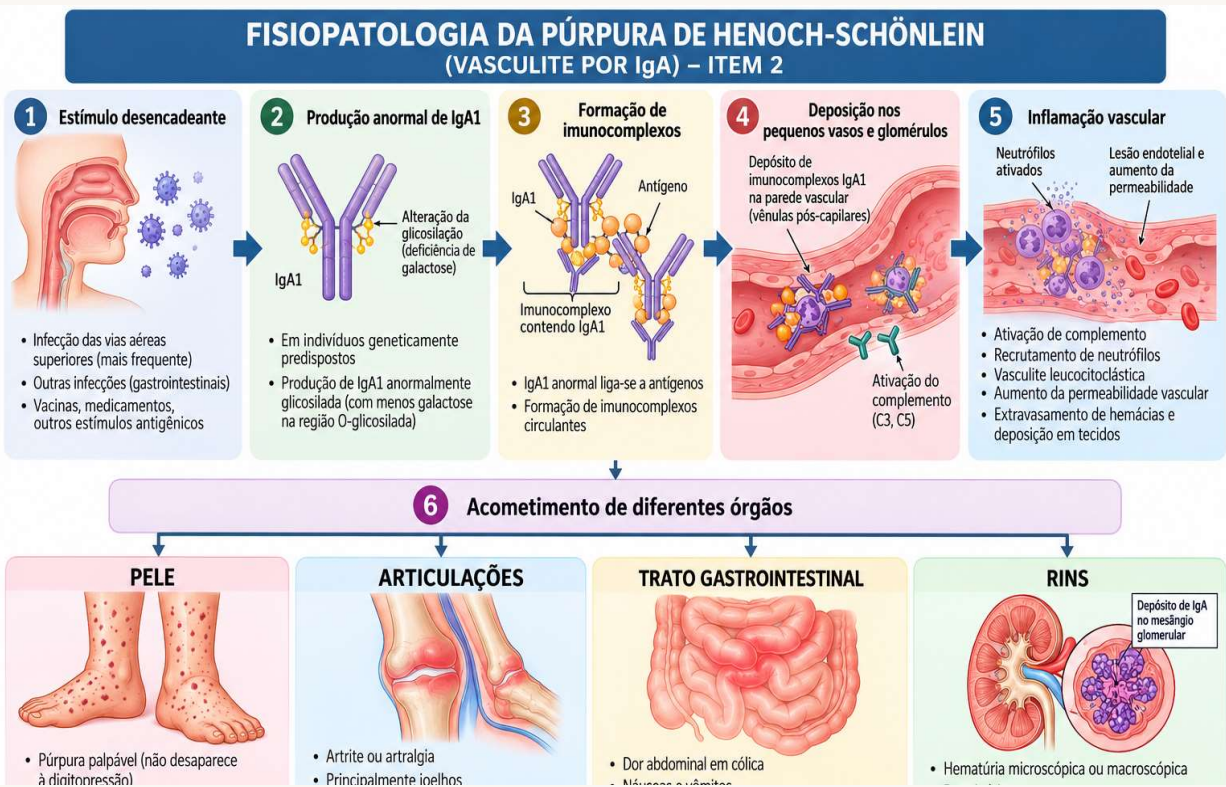 FISIOPATOLOGIA DA PÚRPURA DE HENOCH-SCHÖNLEIN
(VASCULITE POR IgA) – ITEM 2
1 Estímulo desencadeante
• Infecção das vias aéreas
superiores (mais frequente)
• Outras infecções (gastrointestinais)
• Vacinas, medicamentos,
outros estímulos antigênicos
2 Produção anormal de IgA1
Alteração da
glicosilação
(deficiência de
galactose)
IgA1
• Em indivíduos geneticamente
predispostos
• Produção de IgA1 anormalmente
glicosilada (com menos galactose
na região O-glicosilada)
3 Formação de
imunocomplexos
IgA1
Antígeno
Imunocomplexo
contendo IgA1
• IgA1 anormal liga-se a antígenos
• Formação de imunocomplexos
circulantes
4 Deposição nos
pequenos vasos e glomérulos
Depósito de
imunocomplexos IgA1
na parede vascular
(vênulas pós-capilares)
Ativação do
complemento
(C3, C5)
5 Inflamação vascular
Neutrófilos
ativados
Lesão endotelial e
aumento da
permeabilidade
• Ativação de complemento
• Recrutamento de neutrófilos
• Vasculite leucocitoclástica
• Aumento da permeabilidade vascular
• Extravasamento de hemácias e
deposição em tecidos
6 Acometimento de diferentes órgãos
PELE
• Púrpura palpável (não desaparece
à digitopressão)
ARTICULAÇÕES
• Artrite ou artralgia
• Principalmente joelhos
TRATO GASTROINTESTINAL
• Dor abdominal em cólica
• Náuseas e vômitos
RINS
Depósito de IgA
no mesângio
glomerular
• Hematúria microscópica ou macroscópica